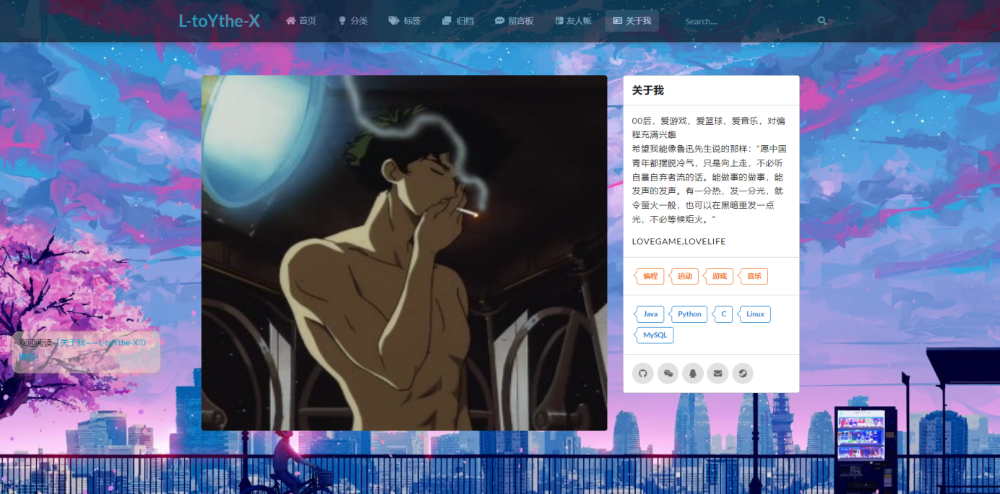 L-toYthe-X
首页
分类
标签
归档
留言板
友人帐
关于我
Search....
关于我
00后，爱游戏、爱篮球、爱音乐，对编
程充满兴趣
希望我能像鲁迅先生说的那样：“愿中国
青年都摆脱冷气，只是向上走，不必听
自暴自弃者流的话。能做事的做事，能
发声的发声。有一分热，发一分光，就
令萤火一般，也可以在黑暗里发一点
光，不必等候炬火。”
LOVEGAME,LOVELIFE
编程
运动
游戏
音乐
Java
Python
C
Linux
MySQL
欢迎阅读「关于我——L-toYthe-Xの
博客」